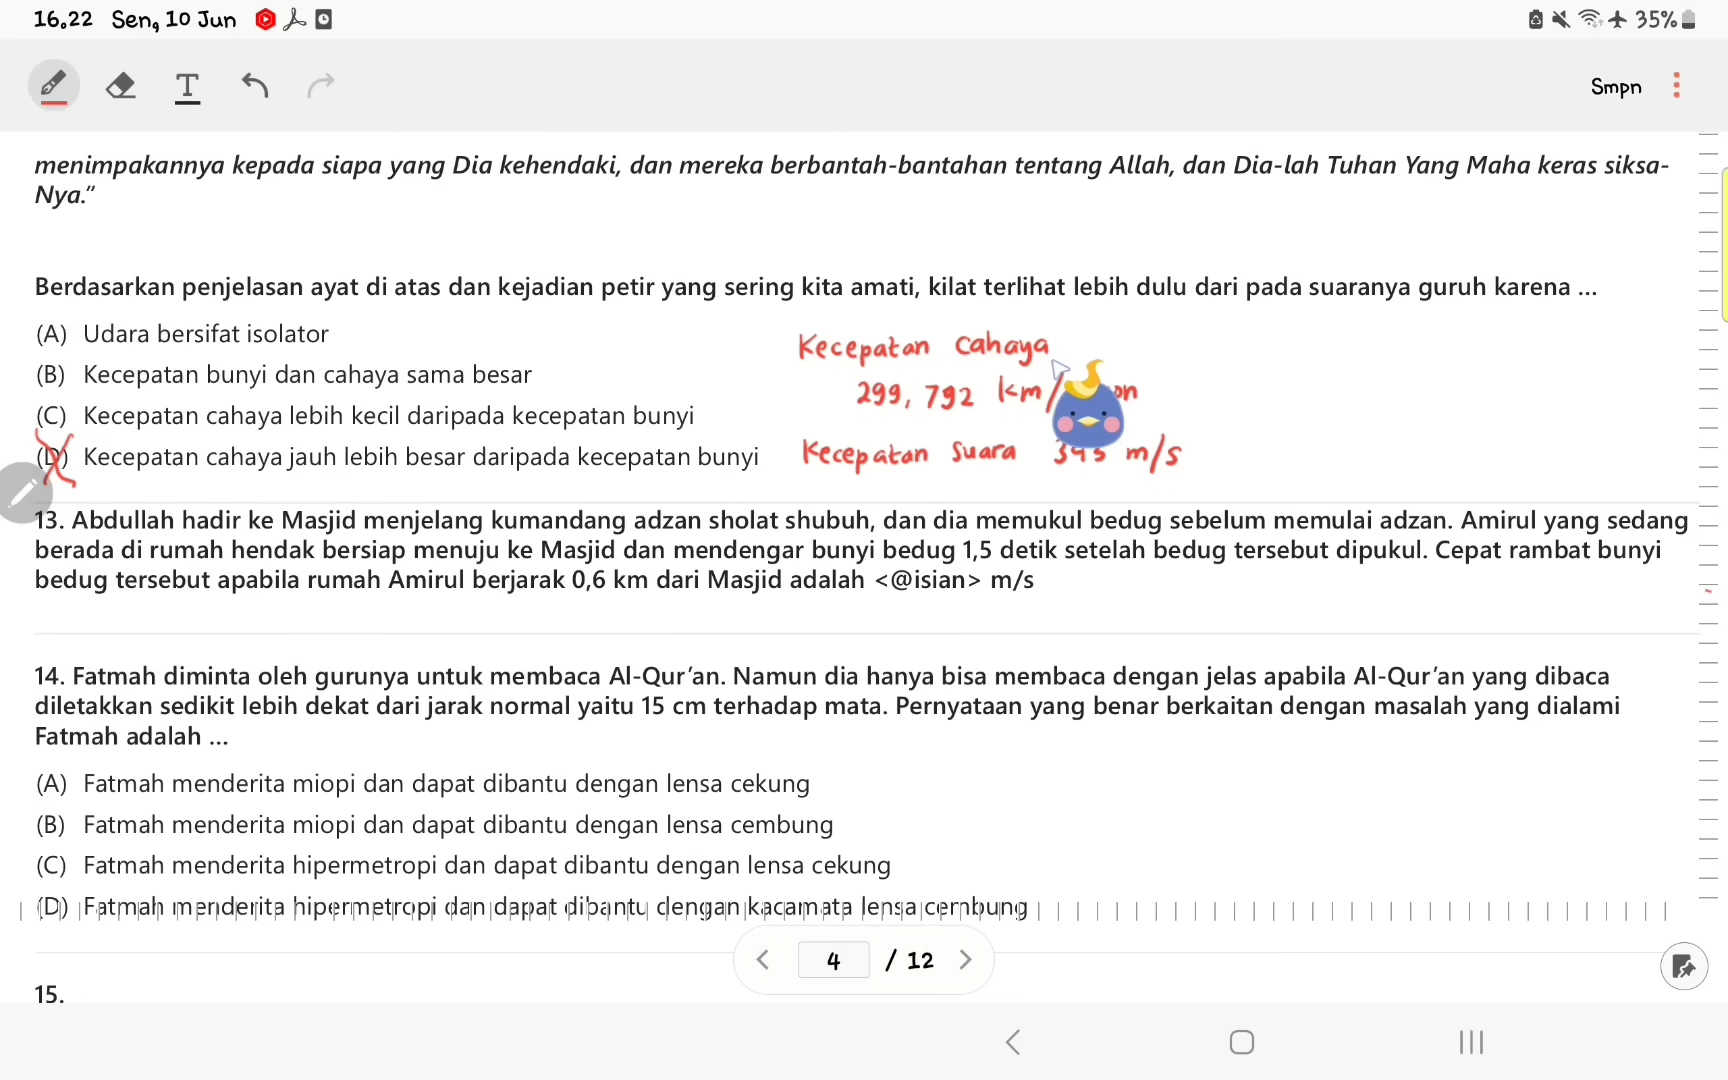 16.22 Sen, 10 Jun
35%
T
Smpn
menimpakannya kepada siapa yang Dia kehendaki, dan mereka berbantah-bantahan tentang Allah, dan Dia-lah Tuhan Yang Maha keras siksa-
Nya.”
Berdasarkan penjelasan ayat di atas dan kejadian petir yang sering kita amati, kilat terlihat lebih dulu dari pada suaranya guruh karena ...
(A) Udara bersifat isolator
(B) Kecepatan bunyi dan cahaya sama besar
(C) Kecepatan cahaya lebih kecil daripada kecepatan bunyi
(D) Kecepatan cahaya jauh lebih besar daripada kecepatan bunyi
Kecepatan Cahaya
299, 792 km/
Kecepatan Suara 343 m/s
13. Abdullah hadir ke Masjid menjelang kumandang adzan sholat shubuh, dan dia memukul bedug sebelum memulai adzan. Amirul yang sedang
berada di rumah hendak bersiap menuju ke Masjid dan mendengar bunyi bedug 1,5 detik setelah bedug tersebut dipukul. Cepat rambat bunyi
bedug tersebut apabila rumah Amirul berjarak 0,6 km dari Masjid adalah <@isian> m/s
14. Fatmah diminta oleh gurunya untuk membaca Al-Qur’an. Namun dia hanya bisa membaca dengan jelas apabila Al-Qur’an yang dibaca
diletakkan sedikit lebih dekat dari jarak normal yaitu 15 cm terhadap mata. Pernyataan yang benar berkaitan dengan masalah yang dialami
Fatmah adalah ...
(A) Fatmah menderita miopi dan dapat dibantu dengan lensa cekung
(B) Fatmah menderita miopi dan dapat dibantu dengan lensa cembung
(C) Fatmah menderita hipermetropi dan dapat dibantu dengan lensa cekung
(D) Fatmah menderita hipermetropi dan dapat dibantu dengan kacamata lensa cembung
4 / 12
15.